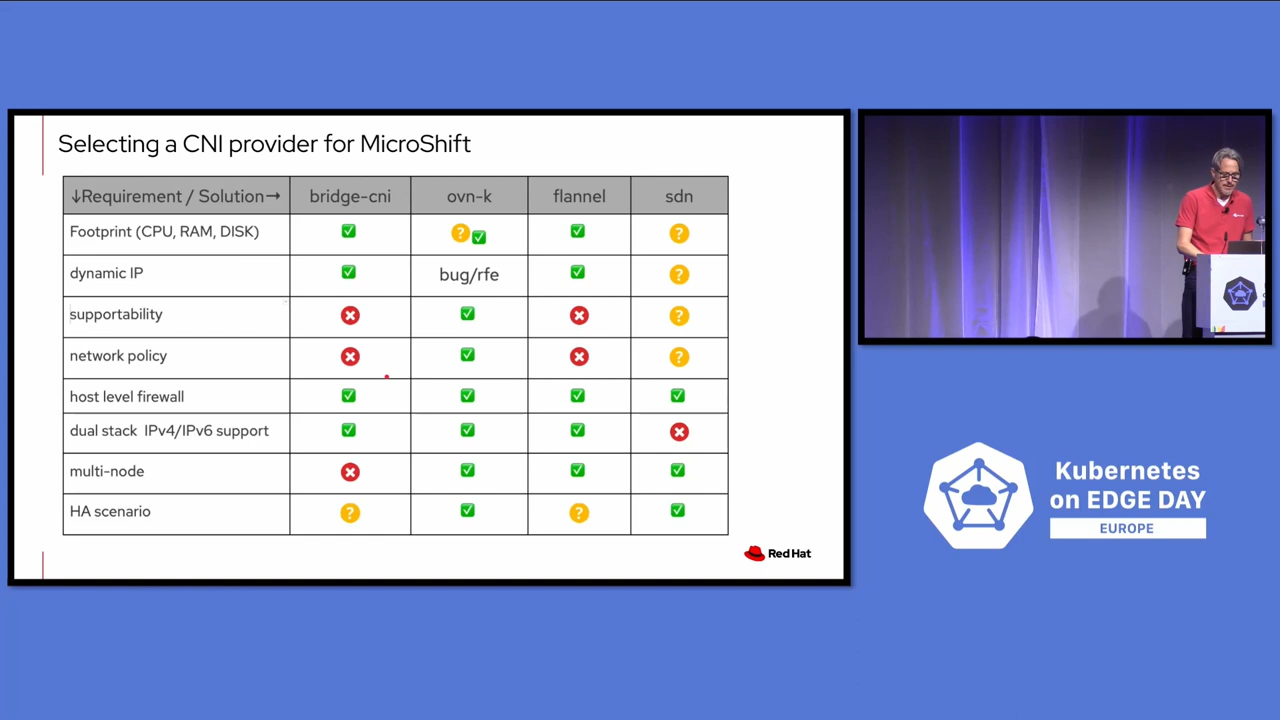 Selecting a CNI provider for MicroShift
↓Requirement / Solution→ bridge-cni ovn-k flannel sdn
Footprint (CPU, RAM, DISK) ✅ ? ✅ ✅ ?
dynamic IP ✅ bug/rfe ✅ ?
supportability ❌ ✅ ❌ ?
network policy ❌ ✅ ❌ ?
host level firewall ✅ ✅ ✅ ✅
dual stack IPv4/IPv6 support ✅ ✅ ✅ ❌
multi-node ❌ ✅ ✅ ✅
HA scenario ? ✅ ? ✅
Red Hat
Kubernetes
on EDGE DAY
EUROPE